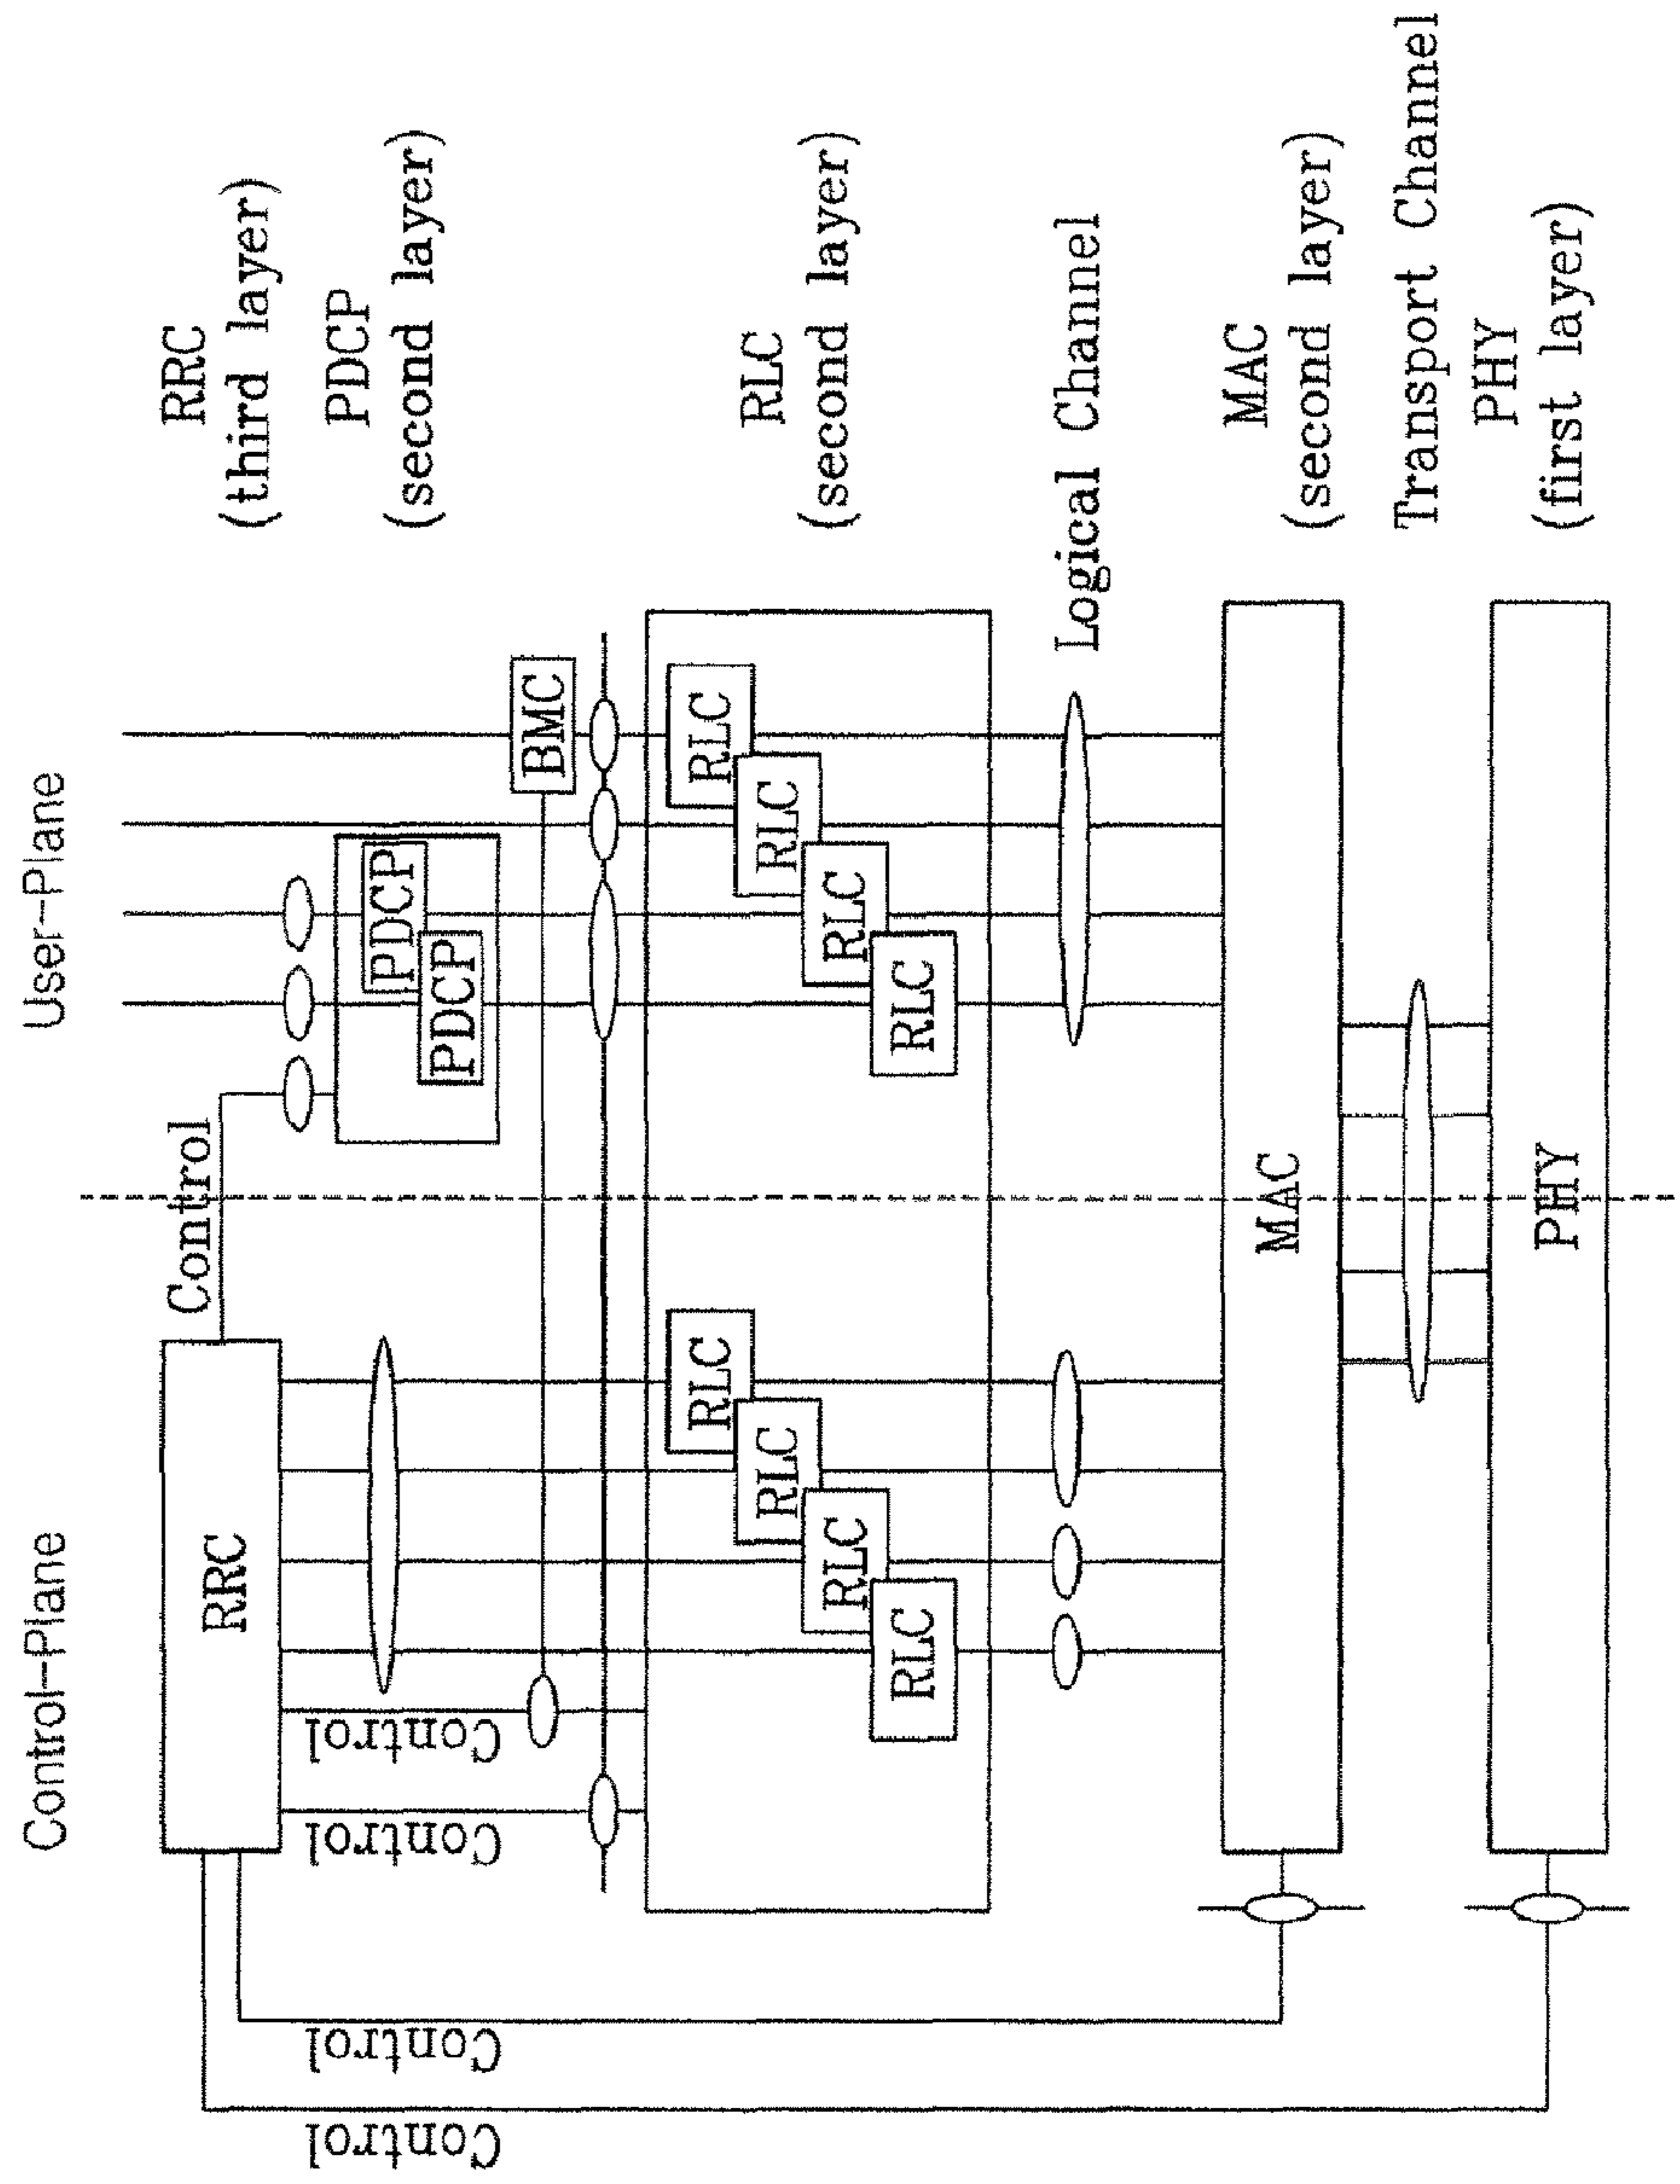 Control-Plane
User-Plane
RRC
(third layer)
Control
RRC
PDCP
(second layer)
PDCP
PDCP
Control
Control
Control
Control
BMC
RLC
(second layer)
RLC
RLC
RLC
RLC
RLC
RLC
RLC
RLC
Logical Channel
MAC
MAC
(second layer)
Transport Channel
PHY
PHY
(first layer)